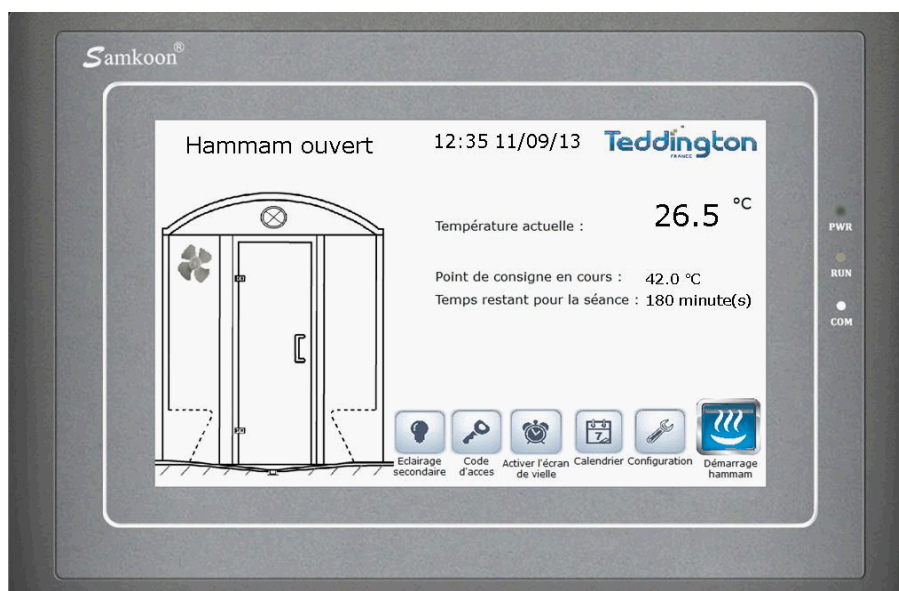 Samkoon®
Hammam ouvert
12:35 11/09/13
Teddington
FRANCE
Température actuelle :
26.5 °C
Point de consigne en cours :
42.0 °C
Temps restant pour la séance :
180 minute(s)
PWR
RUN
COM
7
Eclairage
secondaire
Code
d'acces
Activer l'écran
de vielle
Calendrier
Configuration
Démarrage
hammam